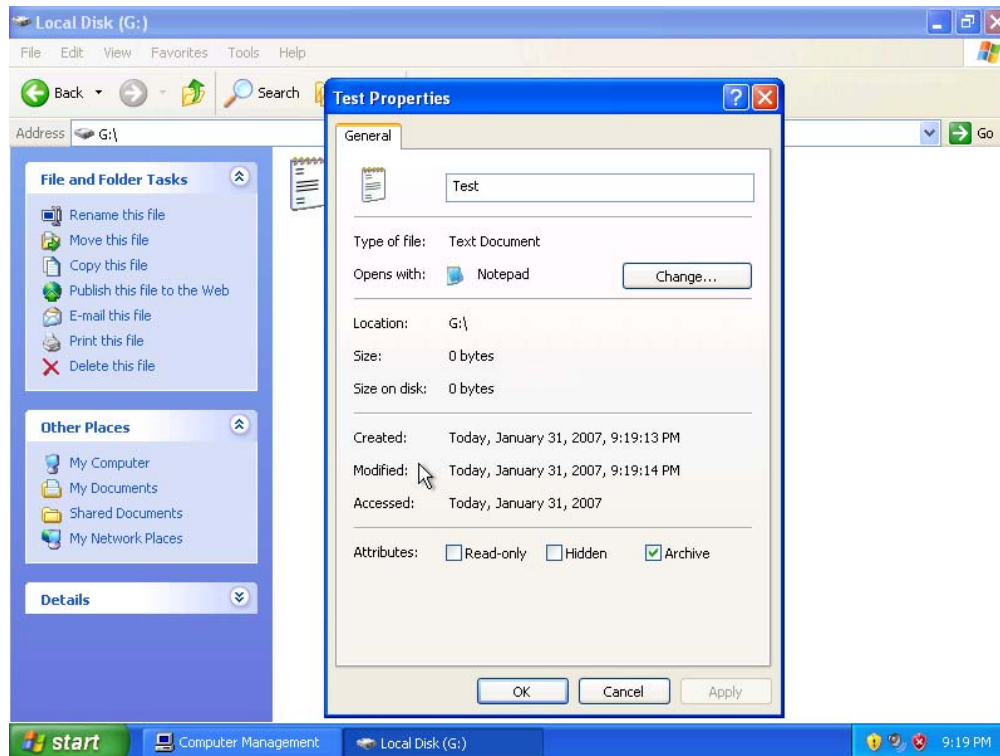 Local Disk (G:)
File Edit View Favorites Tools Help
Back Search
Address G:\ Go
File and Folder Tasks
Rename this file
Move this file
Copy this file
Publish this file to the Web
E-mail this file
Print this file
Delete this file
Other Places
My Computer
My Documents
Shared Documents
My Network Places
Details
Test Properties
General
Test
Type of file: Text Document
Opens with: Notepad Change...
Location: G:\
Size: 0 bytes
Size on disk: 0 bytes
Created: Today, January 31, 2007, 9:19:13 PM
Modified: Today, January 31, 2007, 9:19:14 PM
Accessed: Today, January 31, 2007
Attributes: Read-only Hidden Archive
OK Cancel Apply
start Computer Management Local Disk (G:) 9:19 PM